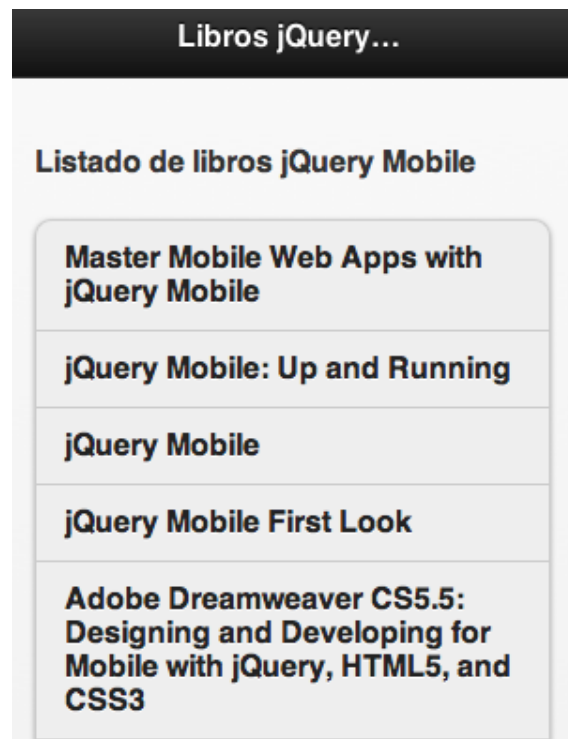 Libros jQuery…
Listado de libros jQuery Mobile
Master Mobile Web Apps with
jQuery Mobile
jQuery Mobile: Up and Running
jQuery Mobile
jQuery Mobile First Look
Adobe Dreamweaver CS5.5:
Designing and Developing for
Mobile with jQuery, HTML5, and
CSS3